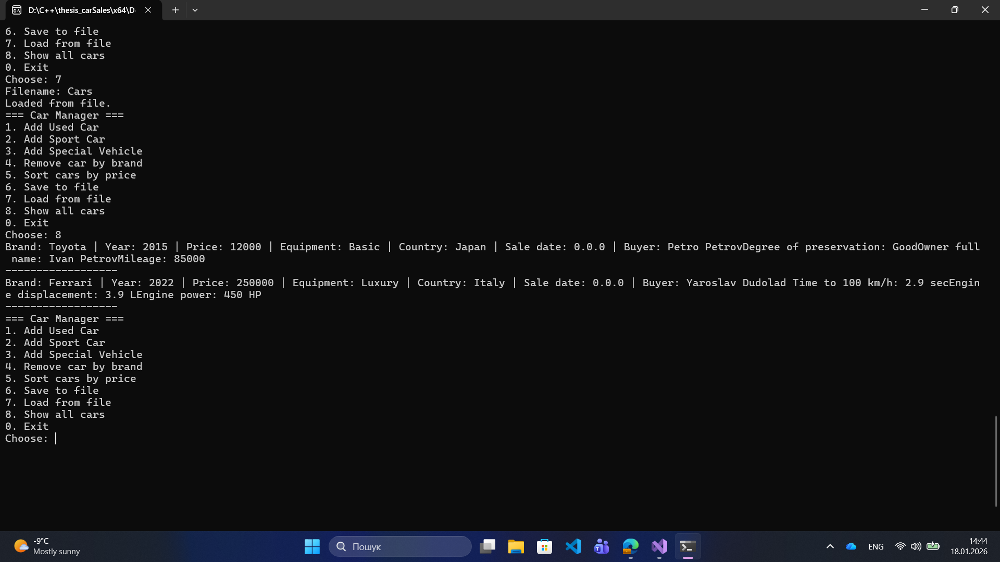 D:\C++\thesis_carSales\x64\D
6. Save to file
7. Load from file
8. Show all cars
0. Exit
Choose: 7
Filename: Cars
Loaded from file.
=== Car Manager ===
1. Add Used Car
2. Add Sport Car
3. Add Special Vehicle
4. Remove car by brand
5. Sort cars by price
6. Save to file
7. Load from file
8. Show all cars
0. Exit
Choose: 8
Brand: Toyota | Year: 2015 | Price: 12000 | Equipment: Basic | Country: Japan | Sale date: 0.0.0 | Buyer: Petro PetrovDegree of preservation: GoodOwner full
 name: Ivan PetrovMileage: 85000
------------------
Brand: Ferrari | Year: 2022 | Price: 250000 | Equipment: Luxury | Country: Italy | Sale date: 0.0.0 | Buyer: Yaroslav Dudolad Time to 100 km/h: 2.9 secEngin
e displacement: 3.9 LEngine power: 450 HP
------------------
=== Car Manager ===
1. Add Used Car
2. Add Sport Car
3. Add Special Vehicle
4. Remove car by brand
5. Sort cars by price
6. Save to file
7. Load from file
8. Show all cars
0. Exit
Choose:
-9°C
Mostly sunny
Пошук
ENG
14:44
18.01.2026